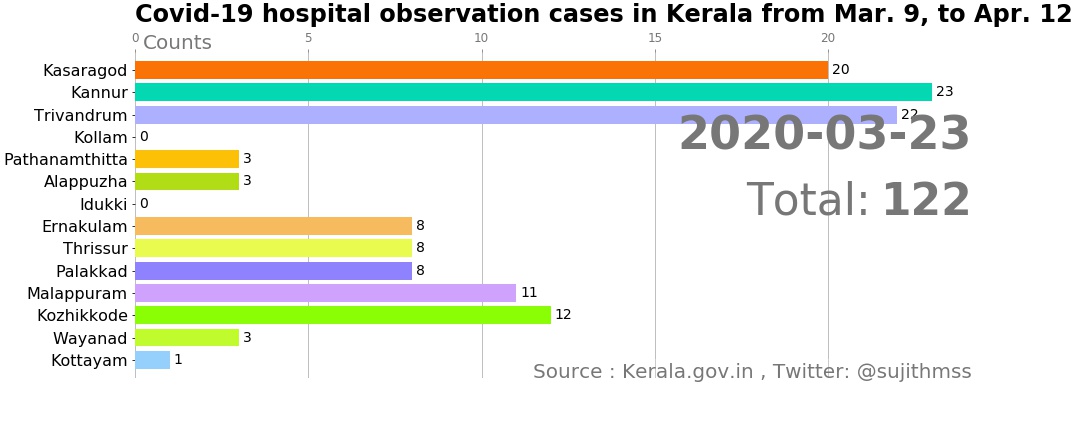 Covid-19 hospital observation cases in Kerala from Mar. 9, to Apr. 12
0 5 10 15 20
Counts
Kasaragod 20
Kannur 23
Trivandrum 22
Kollam 0
2020-03-23
Pathanamthitta 3
Alappuzha 3
Total: 122
Idukki 0
Ernakulam 8
Thrissur 8
Palakkad 8
Malappuram 11
Kozhikkode 12
Wayanad 3
Kottayam 1
Source : Kerala.gov.in , Twitter: @sujithmss